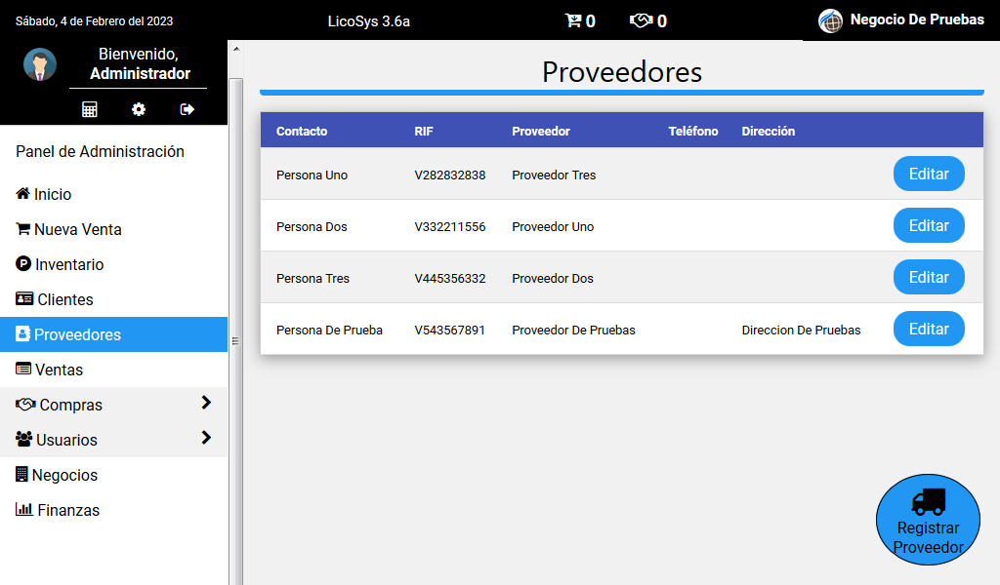 Sábado, 4 de Febrero del 2023
LicoSys 3.6a
0
0
Negocio De Pruebas
Bienvenido,
Administrador
Panel de Administración
Inicio
Nueva Venta
Inventario
Clientes
Proveedores
Ventas
Compras
Usuarios
Negocios
Finanzas
Proveedores
Contacto RIF Proveedor Teléfono Dirección
Persona Uno V282832838 Proveedor Tres Editar
Persona Dos V332211556 Proveedor Uno Editar
Persona Tres V445356332 Proveedor Dos Editar
Persona De Prueba V543567891 Proveedor De Pruebas Direccion De Pruebas Editar
Registrar
Proveedor